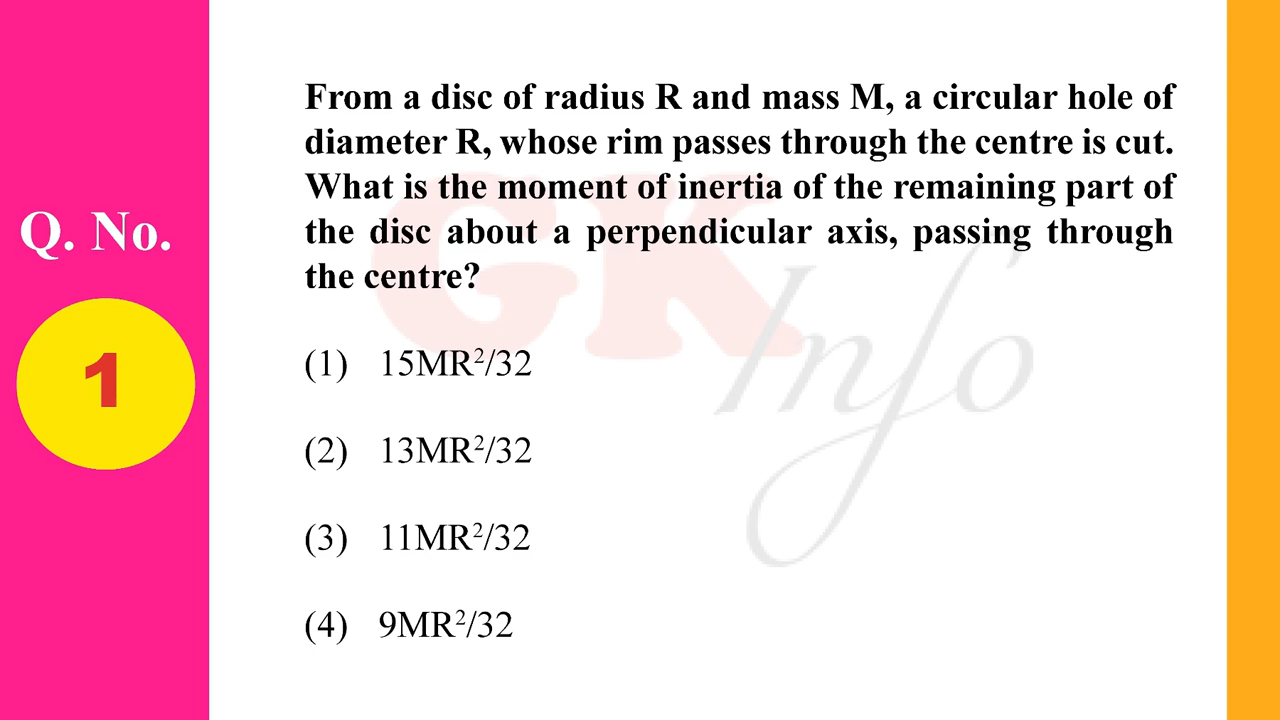 Q. No.
1
From a disc of radius R and mass M, a circular hole of
diameter R, whose rim passes through the centre is cut.
What is the moment of inertia of the remaining part of
the disc about a perpendicular axis, passing through
the centre?
(1) 15MR²/32
(2) 13MR²/32
(3) 11MR²/32
(4) 9MR²/32
GK
Info